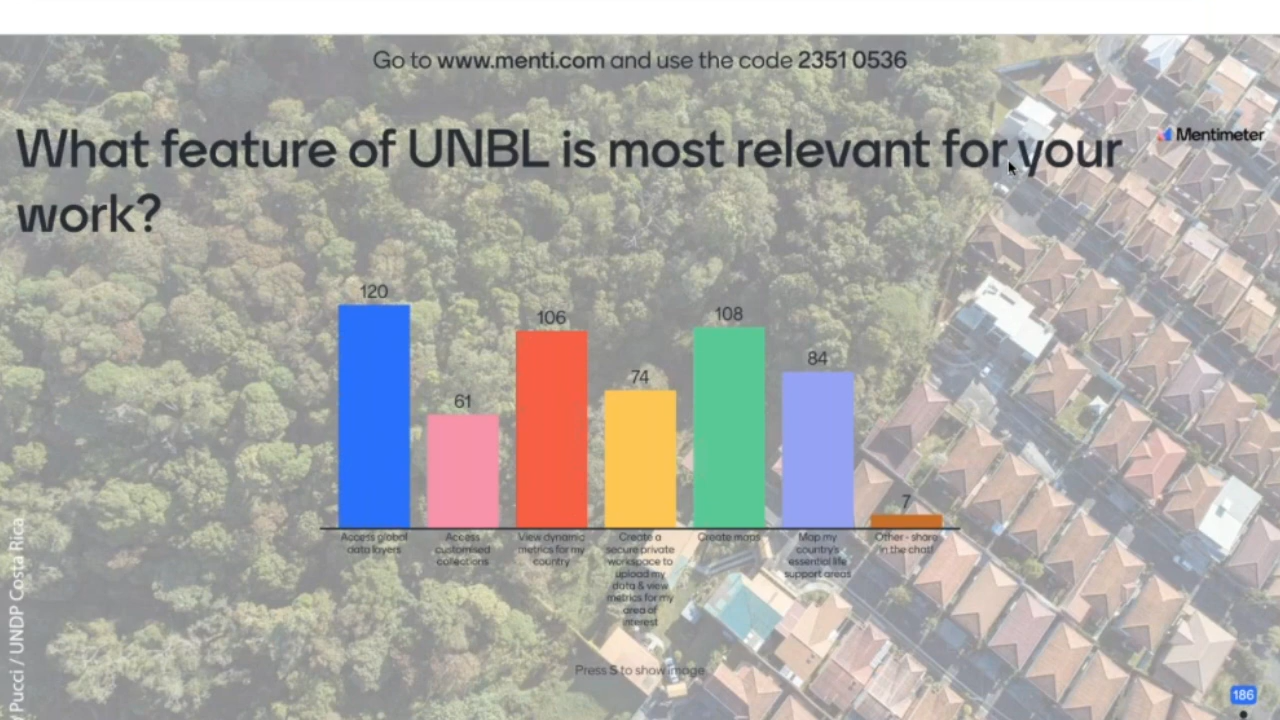 Go to www.menti.com and use the code 2351 0536
Mentimeter
What feature of UNBL is most relevant for your
work?
120
61
106
74
108
84
7
Access global
data layers
Access
customised
collections
View dynamic
metrics for my
country
Create a
secure private
workspace to
upload my
data & view
metrics for my
area of
interest
Create maps
Map my
country's
essential life
support areas
Other - share
in the chat!
Press S to show image
Pucci / UNDP Costa Rica
186